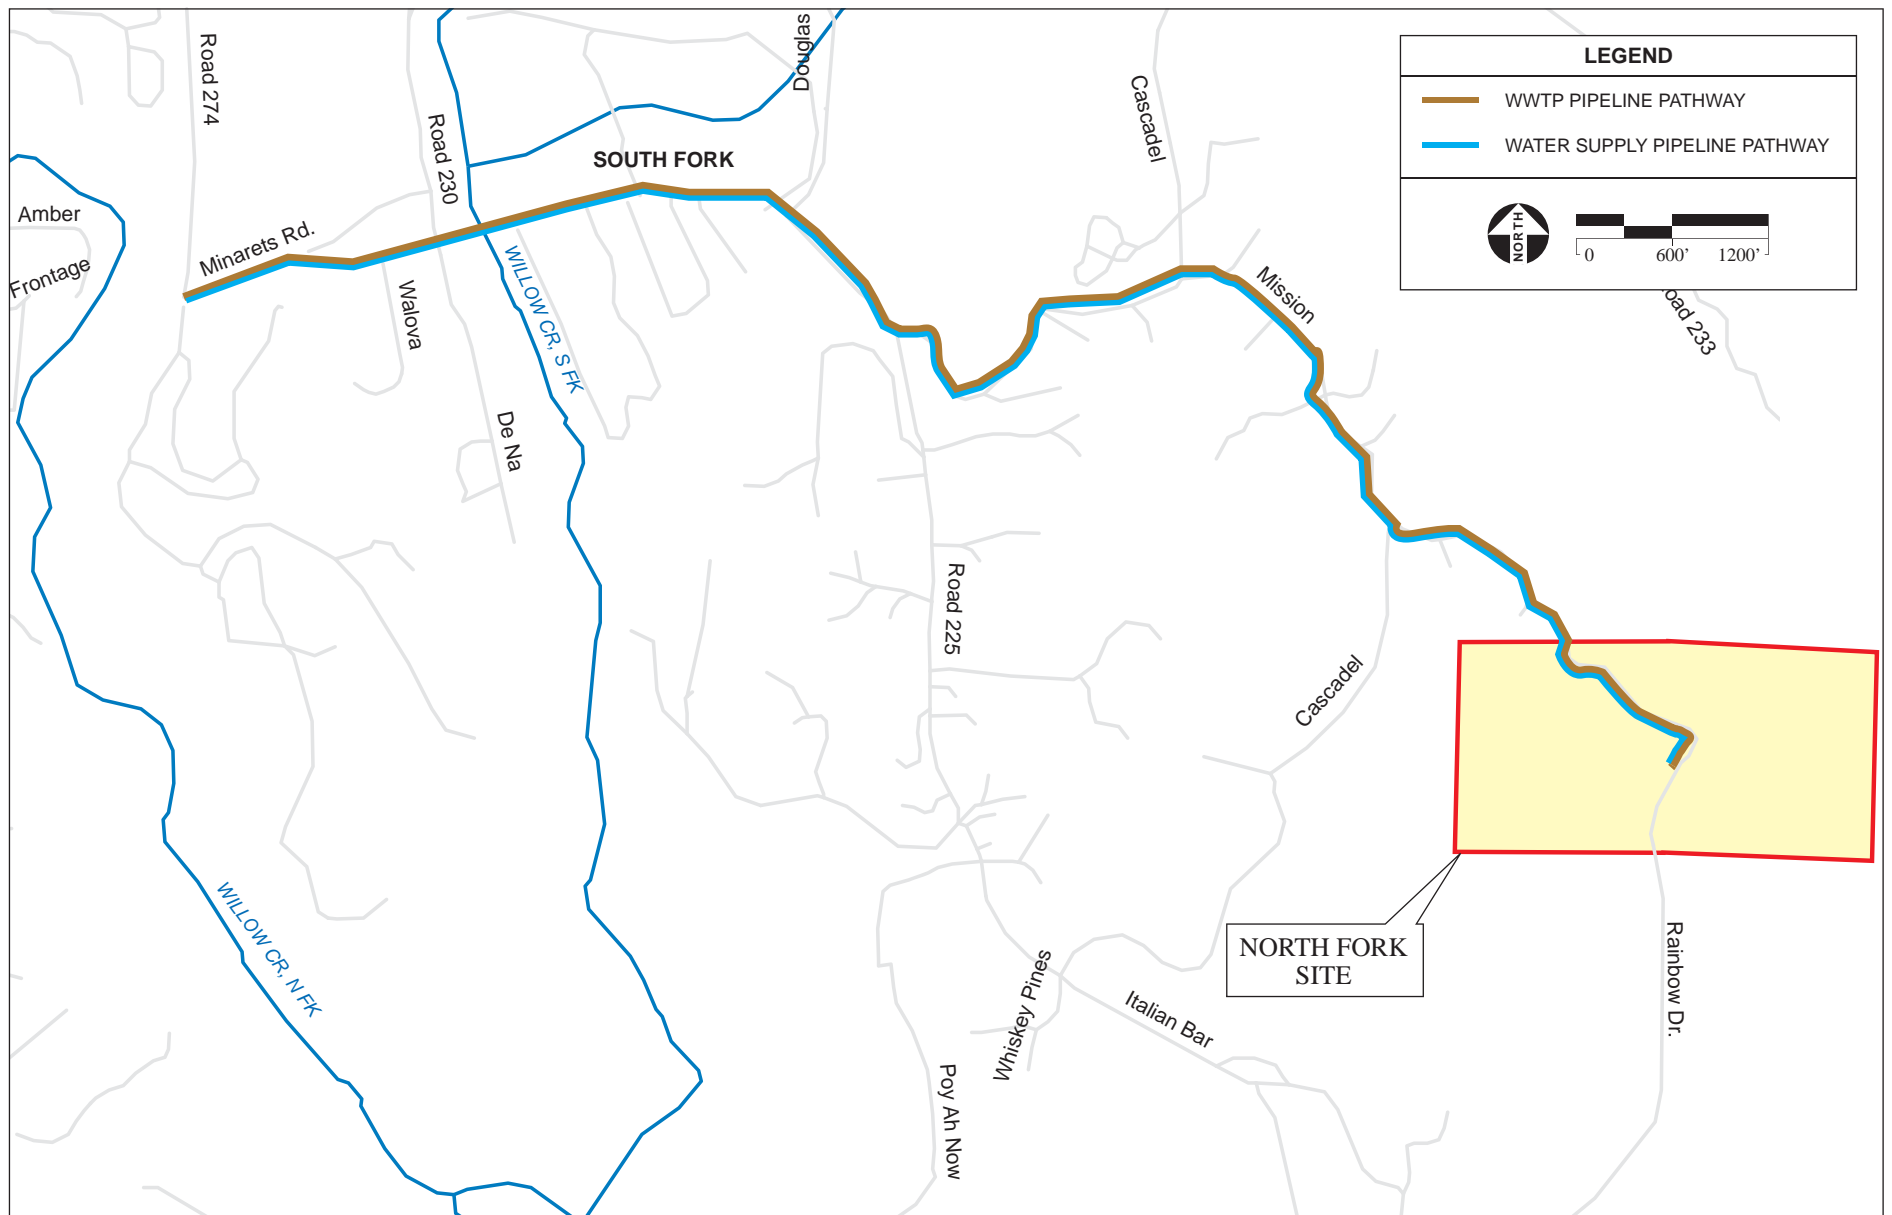 LEGEND
WWTP PIPELINE PATHWAY
WATER SUPPLY PIPELINE PATHWAY
NORTH
0 600' 1200'
Road 274
Road 230
Douglas
Cascadel
SOUTH FORK
Amber
Frontage
Minarets Rd.
Walova
WILLOW CR, S FK
De Na
Mission
oad 233
Road 225
Cascadel
WILLOW CR, N FK
NORTH FORK
SITE
Rainbow Dr.
Whiskey Pines
Italian Bar
Poy Ah Now